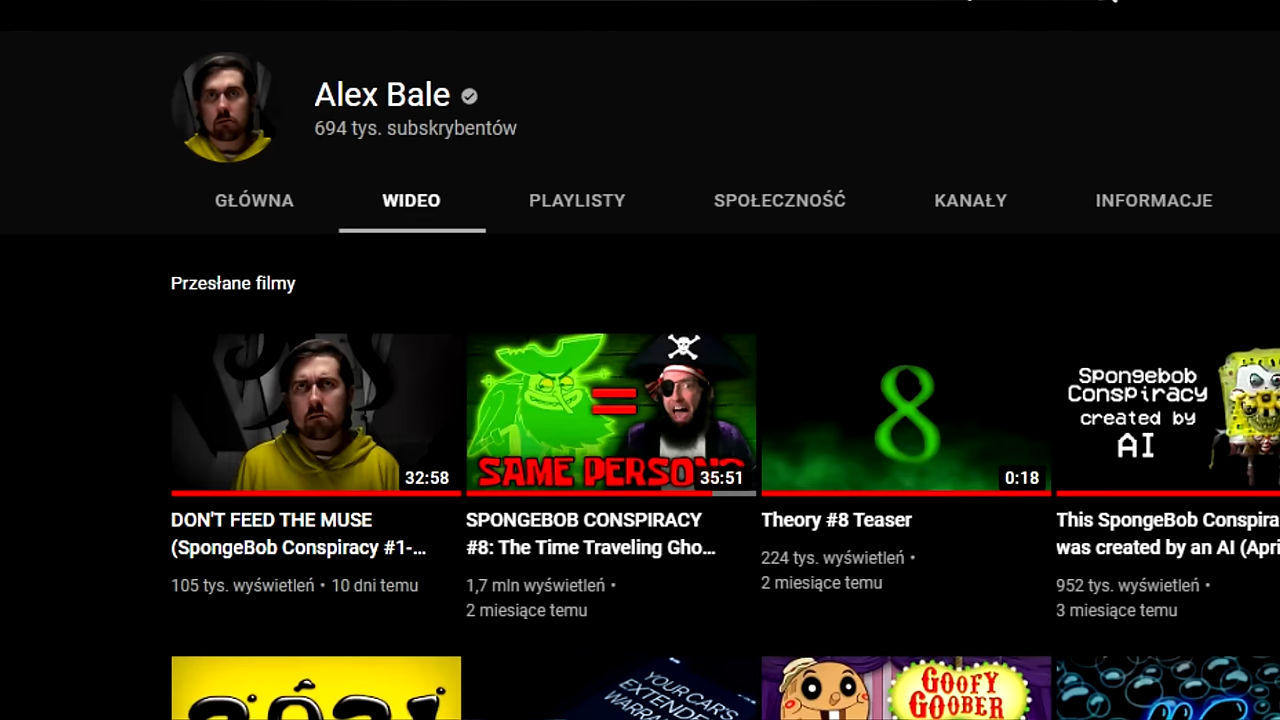 Alex Bale
694 tys. subskrybentów
GŁÓWNA WIDEO PLAYLISTY SPOŁECZNOŚĆ KANAŁY INFORMACJE
Przesłane filmy
32:58
SAME PERSON?
35:51
8
0:18
Spongebob
Conspiracy
created by
AI
DON'T FEED THE MUSE
(SpongeBob Conspiracy #1-...
105 tys. wyświetleń • 10 dni temu
SPONGEBOB CONSPIRACY
#8: The Time Traveling Gho...
1,7 mln wyświetleń •
2 miesiące temu
Theory #8 Teaser
224 tys. wyświetleń •
2 miesiące temu
This SpongeBob Conspira
was created by an AI (Apri
952 tys. wyświetleń •
3 miesiące temu
YOUR CAR'S
EXTENDED
WARRANTY
GOOFY
GOOBER